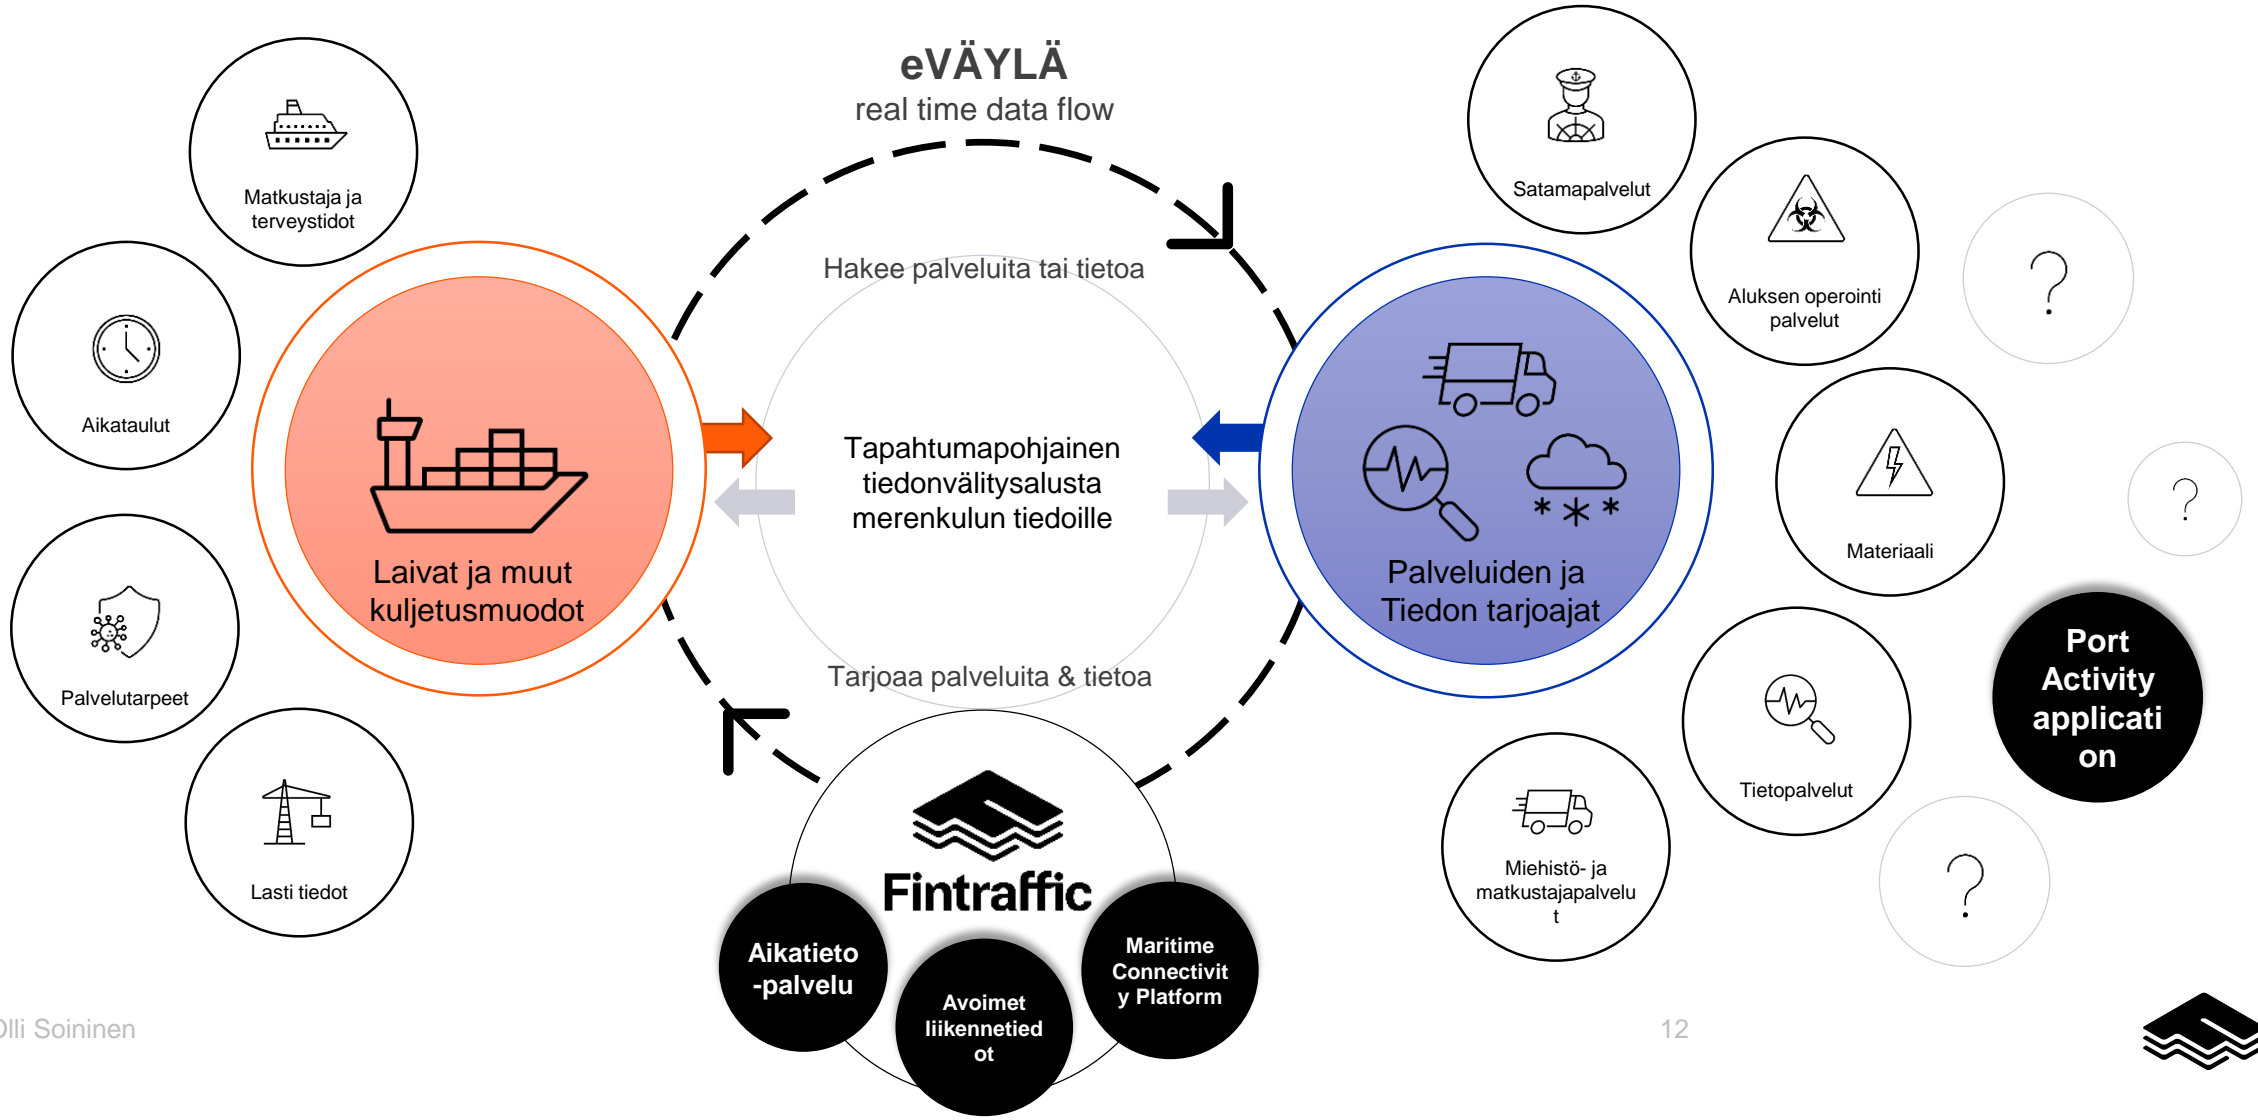 eVÄYLÄ
real time data flow
Matkustaja ja
terveystidot
Aikataulut
Palvelutarpeet
Lasti tiedot
Laivat ja muut
kuljetusmuodot
Hakee palveluita tai tietoa
Tapahtumapohjainen
tiedonvälitysalusta
merenkulun tiedoille
Tarjoaa palveluita & tietoa
Palveluiden ja
Tiedon tarjoajat
Satamapalvelut
Aluksen operointi
palvelut
Materiaali
Tietopalvelut
Miehistö- ja
matkustajapalvelu
t
?
?
?
Port
Activity
applicati
on
Fintraffic
Aikatieto
-palvelu
Avoimet
liikennetied
ot
Maritime
Connectivit
y Platform
Olli Soininen
12